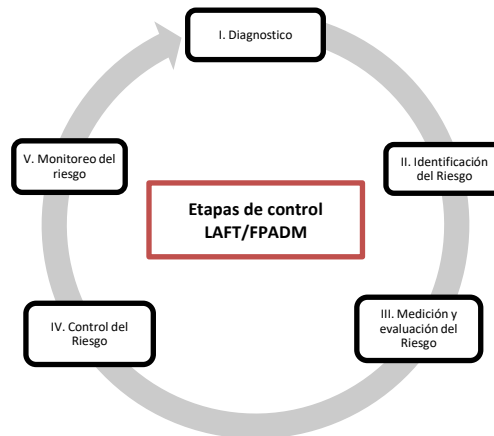 I. Diagnostico
II. Identificación
del Riesgo
III. Medición y
evaluación del
Riesgo
IV. Control del
Riesgo
V. Monitoreo del
riesgo
Etapas de control
LAFT/FPADM